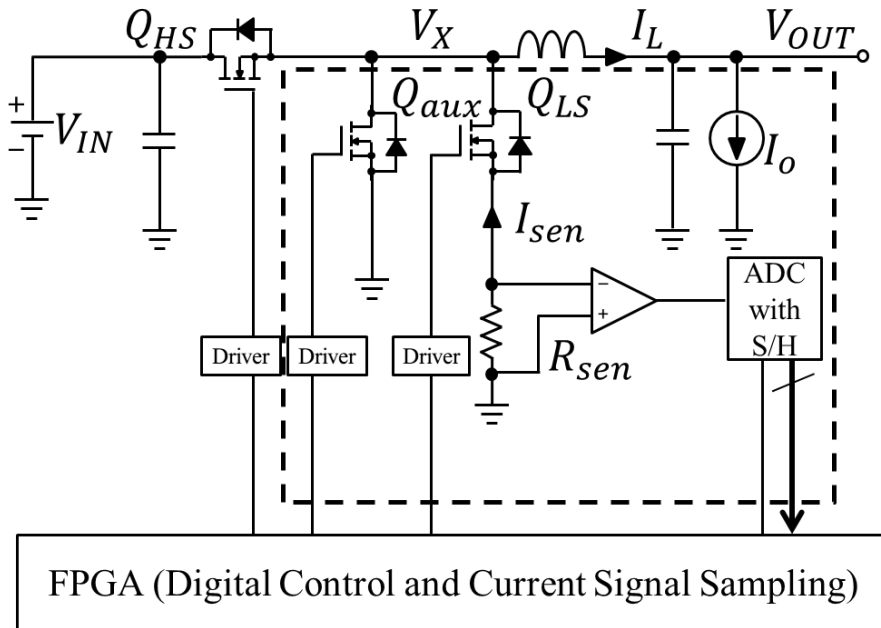 Q_HS
V_X
I_L
V_OUT
+
V_IN
−
Q_aux
Q_LS
I_o
I_sen
ADC
with
S/H
−
+
R_sen
Driver
Driver
Driver
FPGA (Digital Control and Current Signal Sampling)